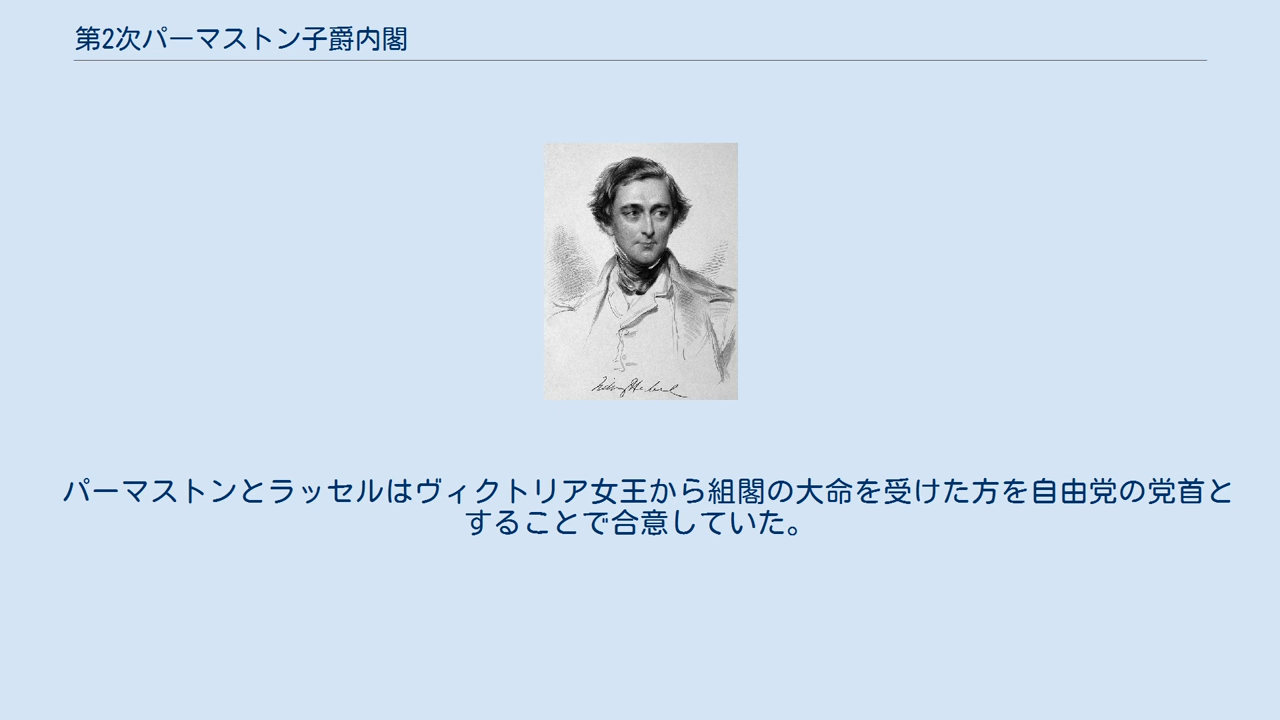 第2次パーマストン子爵内閣
Sidney Herbert
パーマストンとラッセルはヴィクトリア女王から組閣の大命を受けた方を自由党の党首と
することで合意していた。